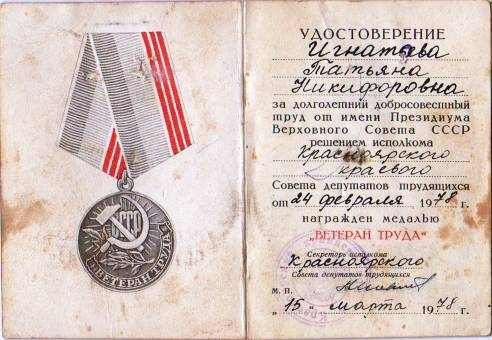 СССР
ВЕТЕРАН ТРУДА
УДОСТОВЕРЕНИЕ
Игнатьева
Татьяна
Никифоровна
за долголетний добросовестный
труд от имени Президиума
Верховного Совета СССР
решением исполкома
Красноярского
краевого
Совета депутатов трудящихся
от 24 февраля 1978 г.
награжден медалью
"ВЕТЕРАН ТРУДА"
Секретарь исполкома
Красноярского
Совета депутатов трудящихся
М. П.
"15" марта 1978 г.